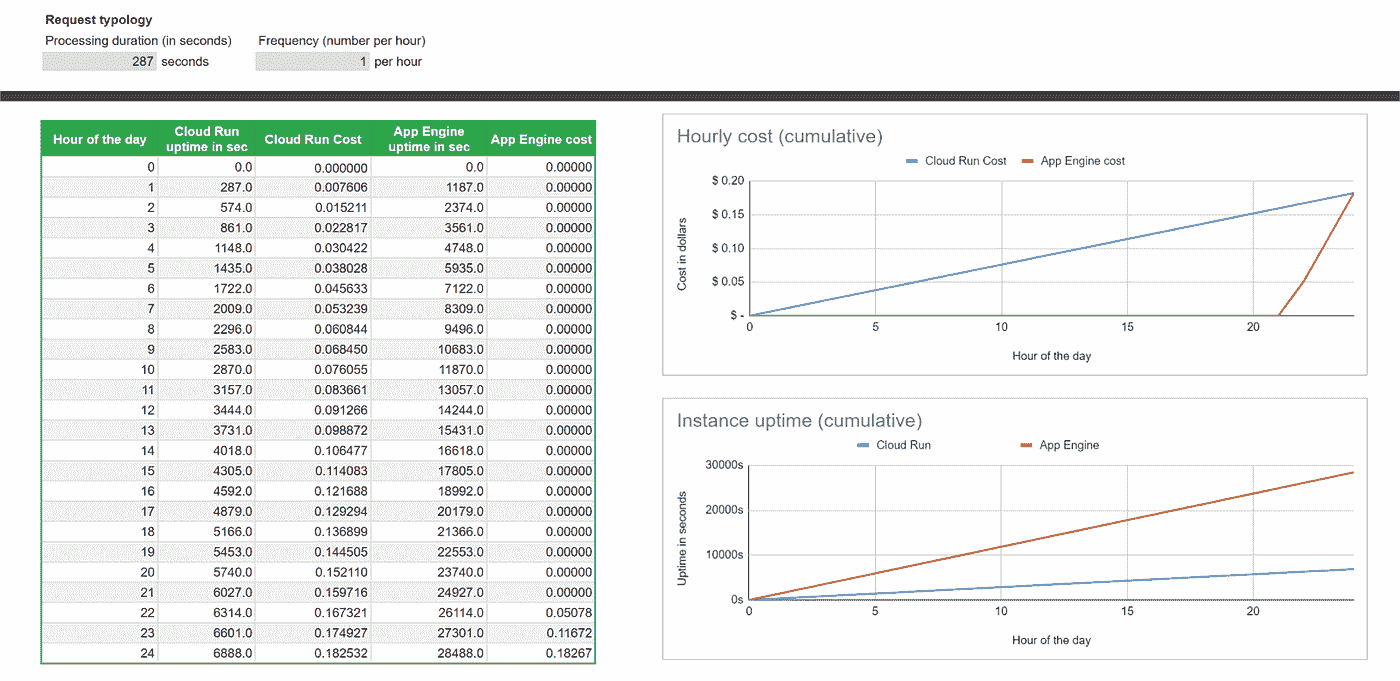 Request typology
Processing duration (in seconds) Frequency (number per hour)
287 seconds 1 per hour
Hour of the day Cloud Run uptime in sec Cloud Run Cost App Engine uptime in sec App Engine cost
0 0.0 0.000000 0.0 0.00000
1 287.0 0.007606 1187.0 0.00000
2 574.0 0.015211 2374.0 0.00000
3 861.0 0.022817 3561.0 0.00000
4 1148.0 0.030422 4748.0 0.00000
5 1435.0 0.038028 5935.0 0.00000
6 1722.0 0.045633 7122.0 0.00000
7 2009.0 0.053239 8309.0 0.00000
8 2296.0 0.060844 9496.0 0.00000
9 2583.0 0.068450 10683.0 0.00000
10 2870.0 0.076055 11870.0 0.00000
11 3157.0 0.083661 13057.0 0.00000
12 3444.0 0.091266 14244.0 0.00000
13 3731.0 0.098872 15431.0 0.00000
14 4018.0 0.106477 16618.0 0.00000
15 4305.0 0.114083 17805.0 0.00000
16 4592.0 0.121688 18992.0 0.00000
17 4879.0 0.129294 20179.0 0.00000
18 5166.0 0.136899 21366.0 0.00000
19 5453.0 0.144505 22553.0 0.00000
20 5740.0 0.152110 23740.0 0.00000
21 6027.0 0.159716 24927.0 0.00000
22 6314.0 0.167321 26114.0 0.05078
23 6601.0 0.174927 27301.0 0.11672
24 6888.0 0.182532 28488.0 0.18267
Hourly cost (cumulative)
Cloud Run Cost App Engine cost
Cost in dollars
$ 0.20
$ 0.15
$ 0.10
$ 0.05
$ -
0 5 10 15 20
Hour of the day
Instance uptime (cumulative)
Cloud Run App Engine
Uptime in seconds
30000s
20000s
10000s
0s
0 5 10 15 20
Hour of the day